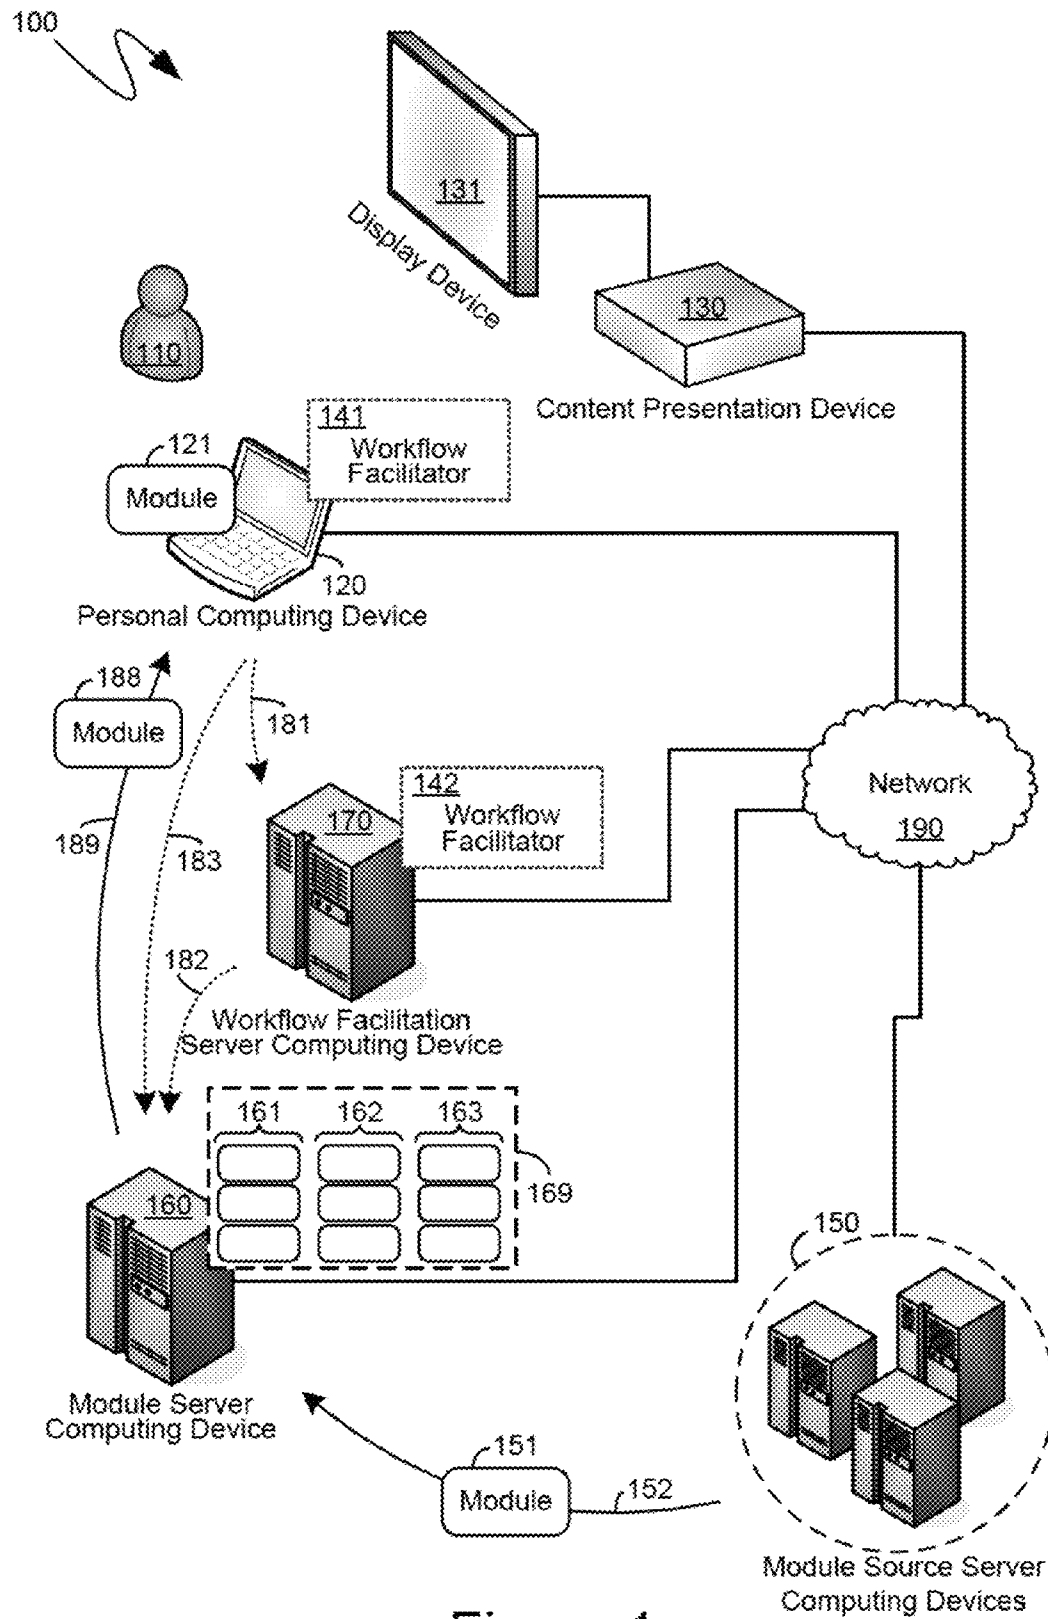 100
131
Display Device
130
Content Presentation Device
110
141
Workflow
Facilitator
121
Module
120
Personal Computing Device
188
Module
181
189
183
142
Workflow
Facilitator
170
Network
190
182
Workflow Facilitation
Server Computing Device
161 162 163
169
160
150
Module Server
Computing Device
151
Module
152
Module Source Server
Computing Devices